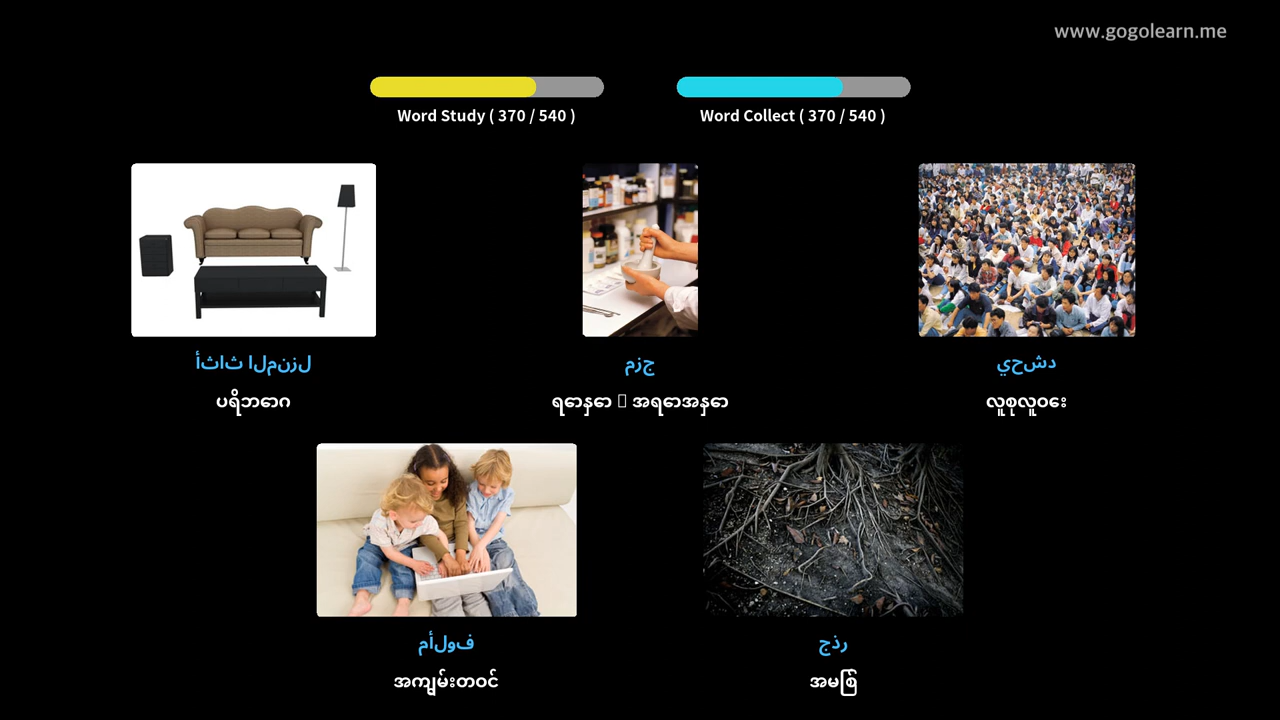 www.gogolearn.me
Word Study ( 370 / 540 )
Word Collect ( 370 / 540 )
أثاث المنزل
مزج
يحشد
ပရိဘောဂ
ရောနှော ၊ အရောအနှော
လူစုလူဝေး
مألوف
جذر
အကျွမ်းတဝင်
အမြစ်